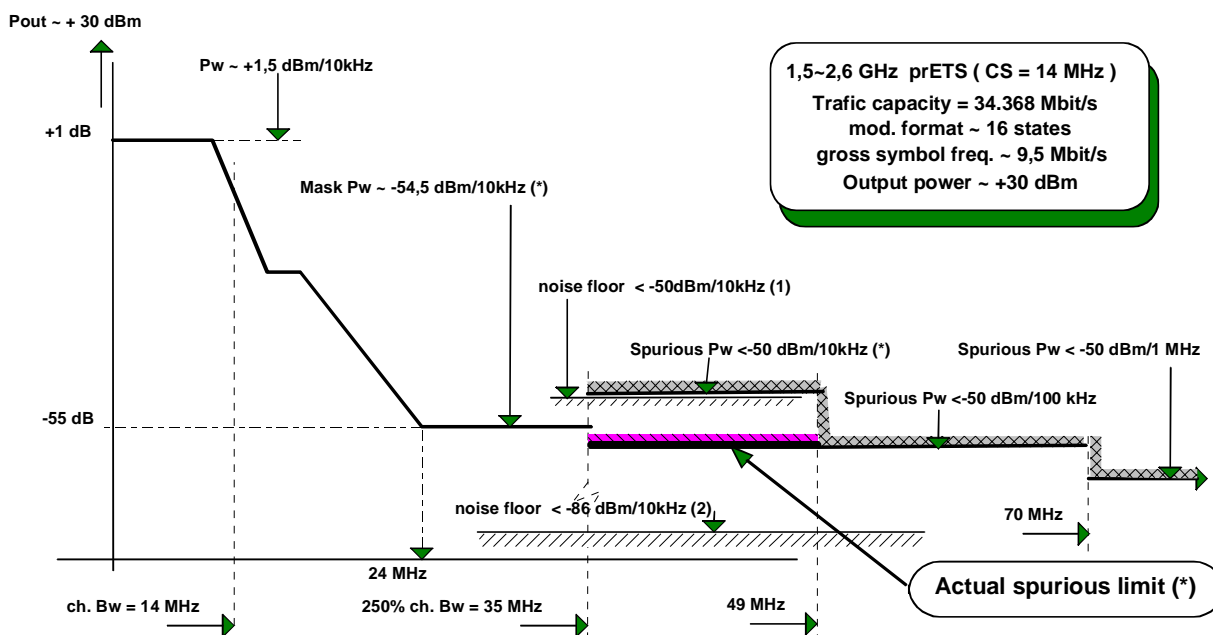 Pout ~ + 30 dBm
Pw ~ +1,5 dBm/10kHz
1,5~2,6 GHz prETS ( CS = 14 MHz )
Trafic capacity = 34.368 Mbit/s
mod. format ~ 16 states
gross symbol freq. ~ 9,5 Mbit/s
Output power ~ +30 dBm
+1 dB
Mask Pw ~ -54,5 dBm/10kHz (*)
noise floor < -50dBm/10kHz (1)
Spurious Pw <-50 dBm/10kHz (*)
Spurious Pw < -50 dBm/1 MHz
Spurious Pw <-50 dBm/100 kHz
-55 dB
noise floor < -86 dBm/10kHz (2)
70 MHz
24 MHz
Actual spurious limit (*)
ch. Bw = 14 MHz
250% ch. Bw = 35 MHz
49 MHz